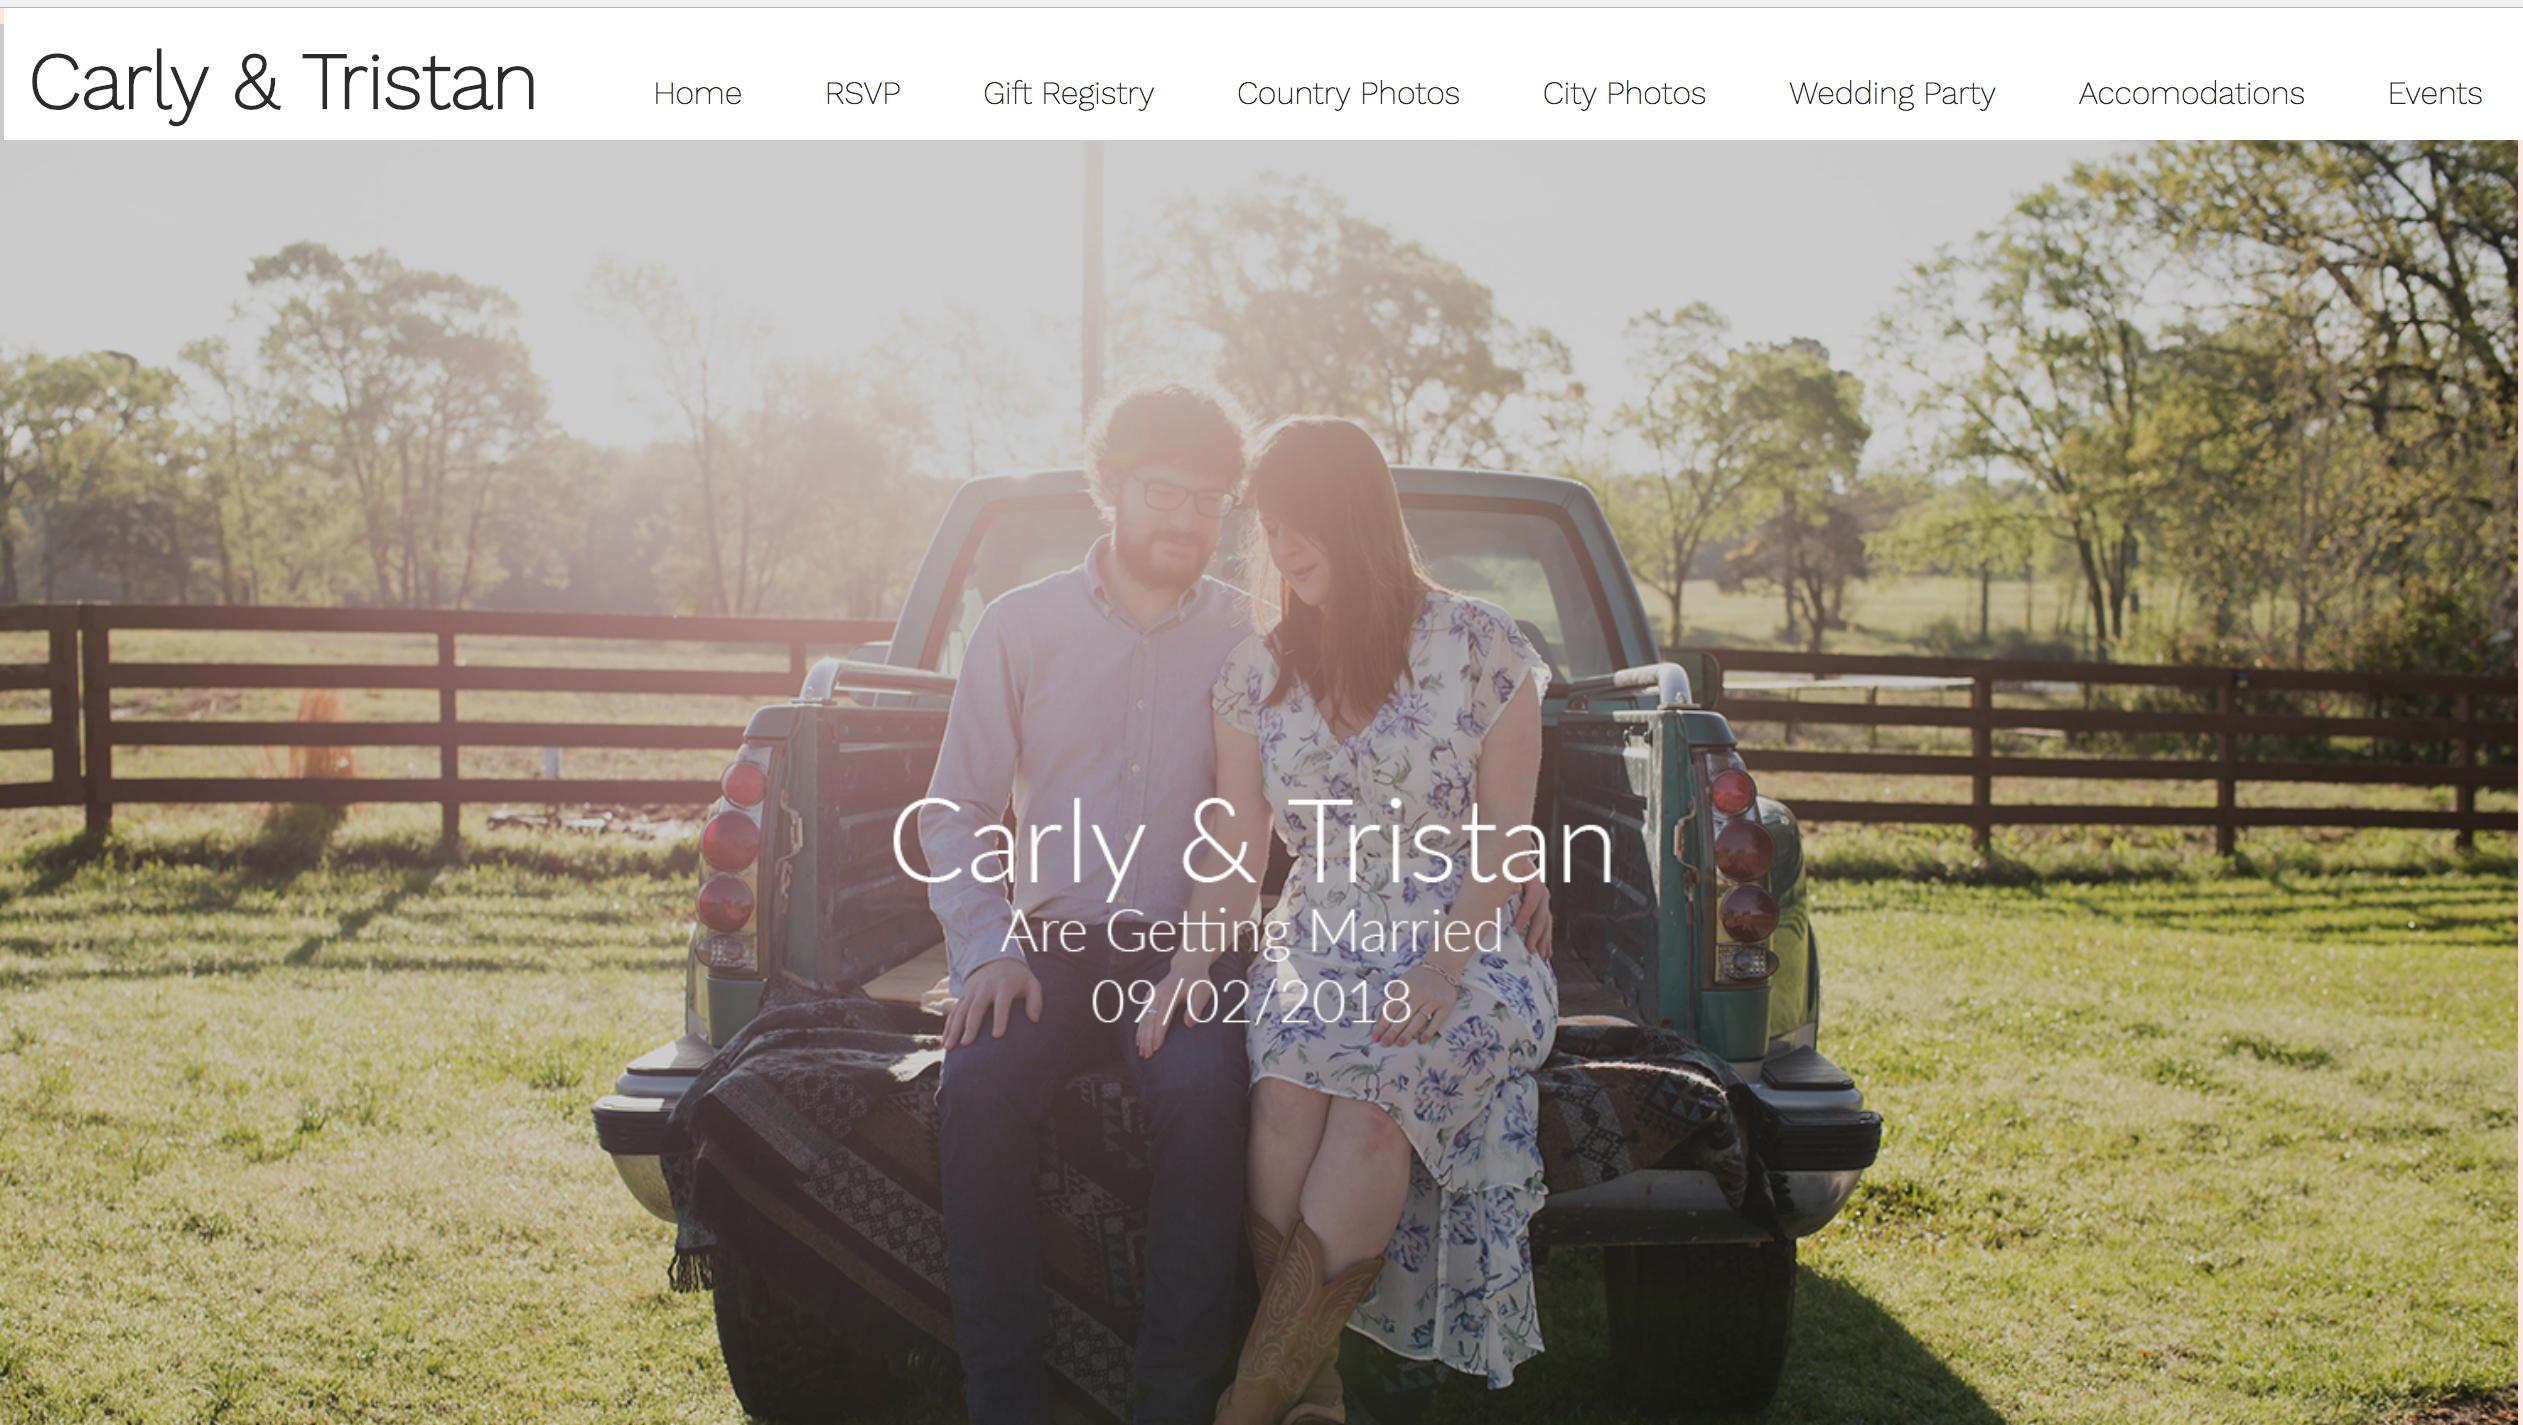 Carly & Tristan
Home RSVP Gift Registry Country Photos City Photos Wedding Party Accomodations Events
Carly & Tristan
Are Getting Married
09/02/2018